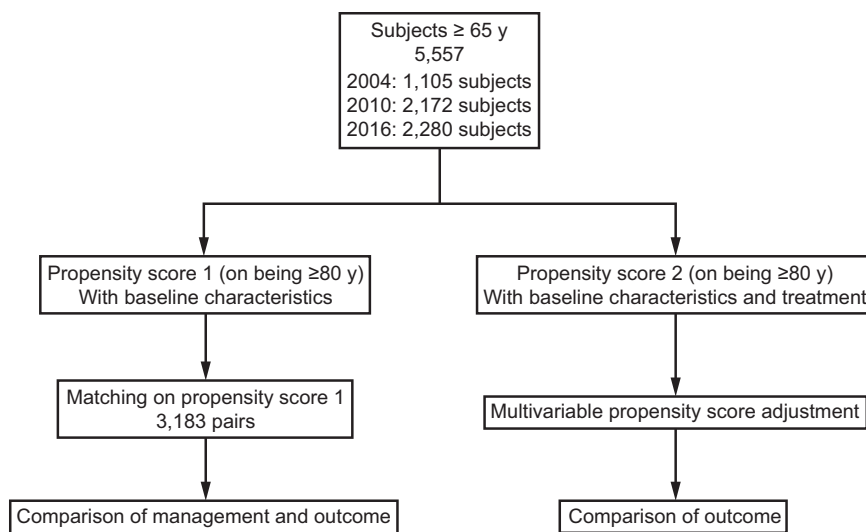 Subjects ≥ 65 y
5,557
2004: 1,105 subjects
2010: 2,172 subjects
2016: 2,280 subjects
Propensity score 1 (on being ≥80 y)
With baseline characteristics
Propensity score 2 (on being ≥80 y)
With baseline characteristics and treatment
Matching on propensity score 1
3,183 pairs
Multivariable propensity score adjustment
Comparison of management and outcome
Comparison of outcome